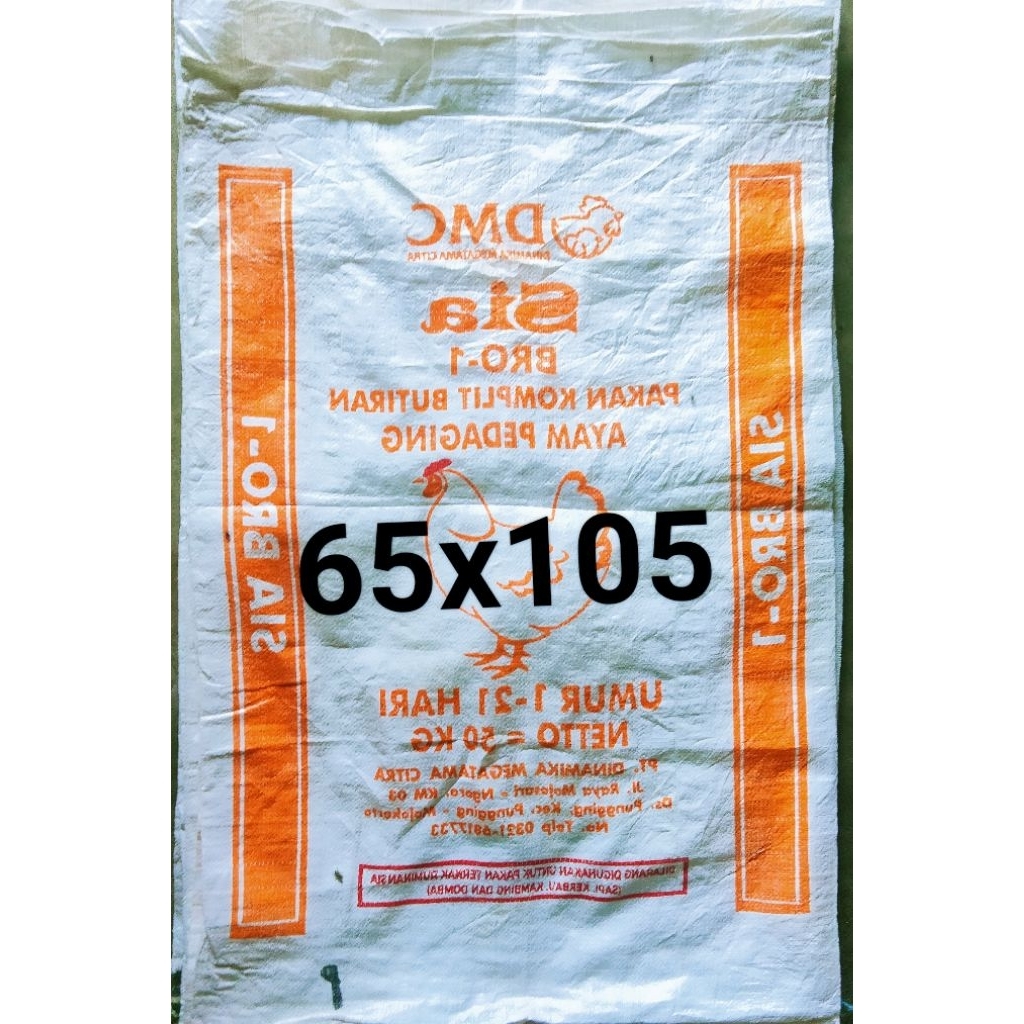 DMC
DINAMIKA MEGATAMA CITRA
Sia
BRO-1
PAKAN KOMPLIT BUTIRAN
AYAM PEDAGING
SIA BRO-1
65x105
SIA BRO-1
UMUR 1-21 HARI
NETTO = 50 KG
PT. DINAMIKA MEGATAMA CITRA
Jl. Raya Mojosari - Ngoro, KM 03
Ds. Pungging, Kec. Pungging - Mojokerto
No. Telp 0321-6817733
DILARANG DIGUNAKAN UNTUK PAKAN TERNAK RUMINANSIA
(SAPI, KERBAU, KAMBING DAN DOMBA)